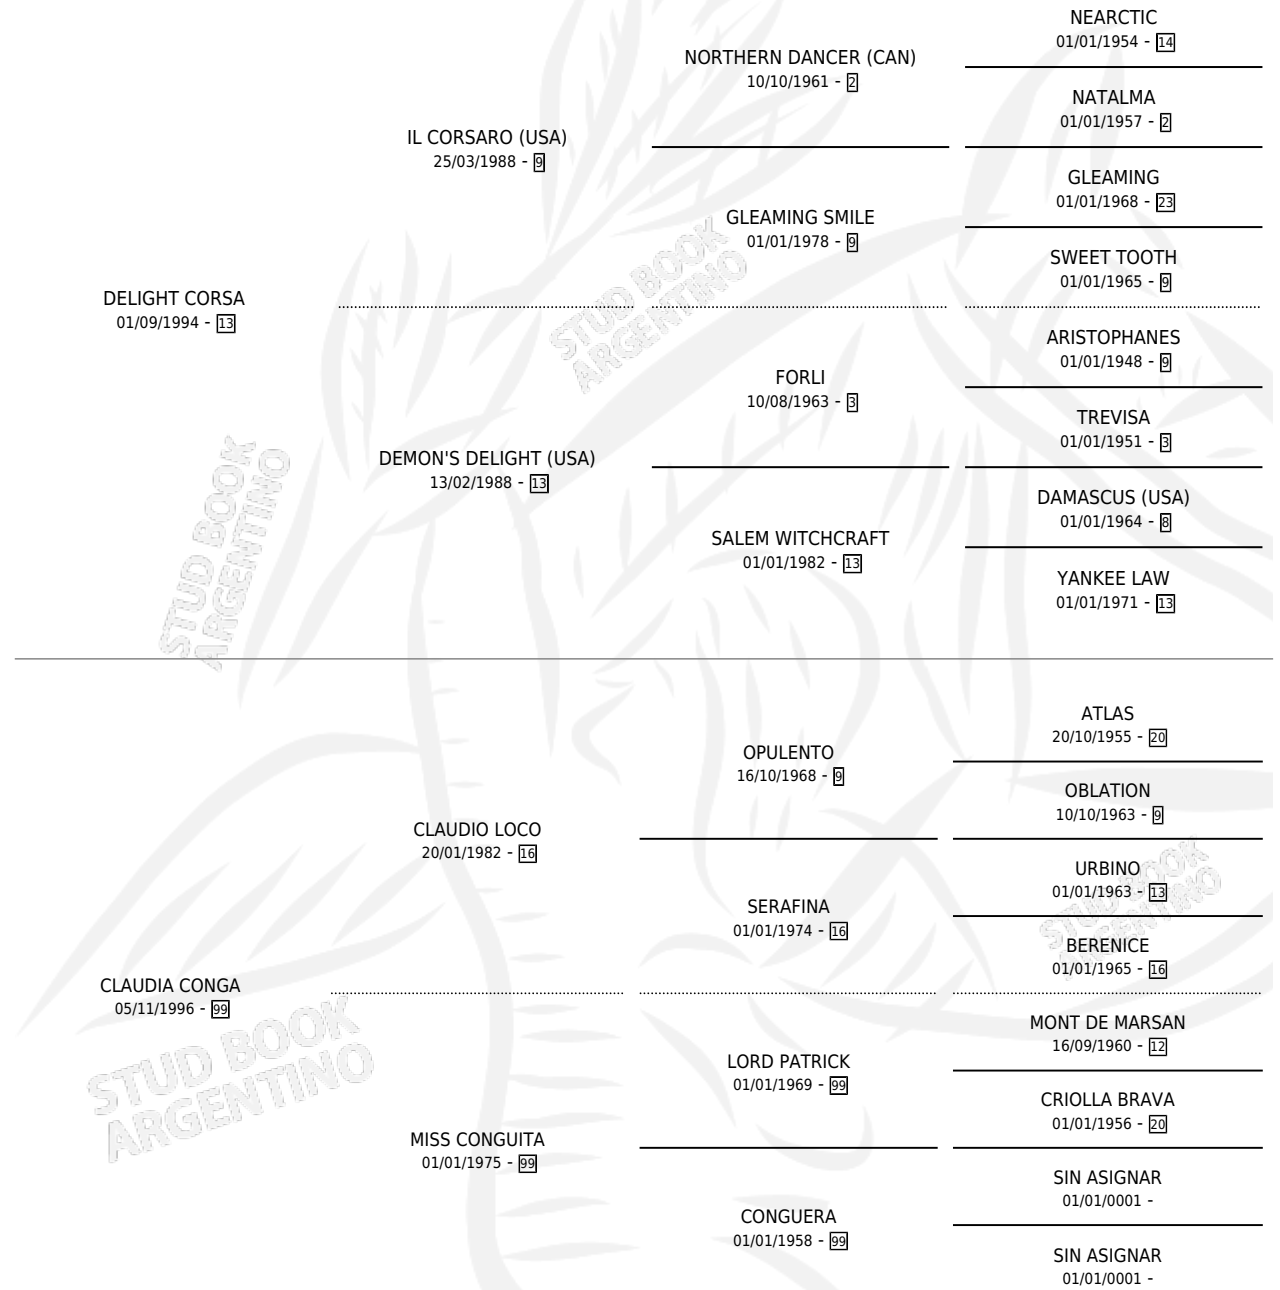 NEARCTIC
01/01/1954 - 14
NORTHERN DANCER (CAN)
10/10/1961 - 2
NATALMA
01/01/1957 - 2
IL CORSARO (USA)
25/03/1988 - 9
GLEAMING
01/01/1968 - 23
GLEAMING SMILE
01/01/1978 - 9
SWEET TOOTH
01/01/1965 - 9
DELIGHT CORSA
01/09/1994 - 13
ARISTOPHANES
01/01/1948 - 9
FORLI
10/08/1963 - 3
TREVISA
01/01/1951 - 3
DEMON'S DELIGHT (USA)
13/02/1988 - 13
DAMASCUS (USA)
01/01/1964 - 8
SALEM WITCHCRAFT
01/01/1982 - 13
YANKEE LAW
01/01/1971 - 13
ATLAS
20/10/1955 - 20
OPULENTO
16/10/1968 - 9
OBLATION
10/10/1963 - 9
CLAUDIO LOCO
20/01/1982 - 16
URBINO
01/01/1963 - 13
SERAFINA
01/01/1974 - 16
BERENICE
01/01/1965 - 16
CLAUDIA CONGA
05/11/1996 - 99
MONT DE MARSAN
16/09/1960 - 12
LORD PATRICK
01/01/1969 - 99
CRIOLLA BRAVA
01/01/1956 - 20
MISS CONGUITA
01/01/1975 - 99
SIN ASIGNAR
01/01/0001 -
CONGUERA
01/01/1958 - 99
SIN ASIGNAR
01/01/0001 -
STUD BOOK
ARGENTINO
STUD BOOK
ARGENTINO
STUD BOOK
ARGENTINO
STUD BOOK
ARGENTINO